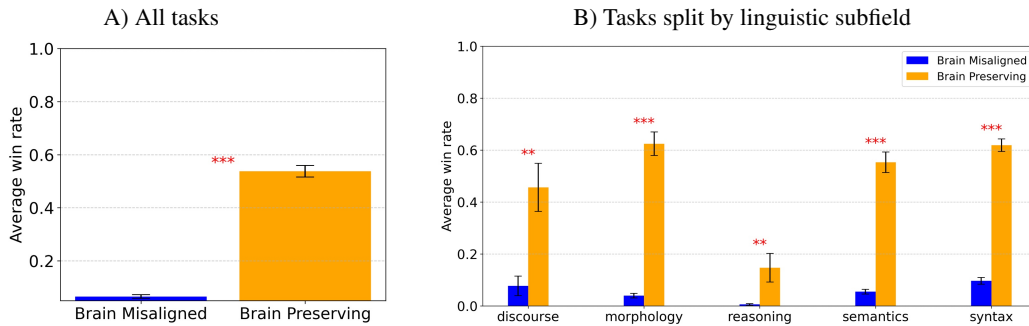 A) All tasks
1.0
0.8
0.6
0.4
0.2
Average win rate
***
Brain Misaligned
Brain Preserving
B) Tasks split by linguistic subfield
1.0
0.8
0.6
0.4
0.2
0.0
Average win rate
Brain Misaligned
Brain Preserving
**
***
**
***
***
discourse
morphology
reasoning
semantics
syntax